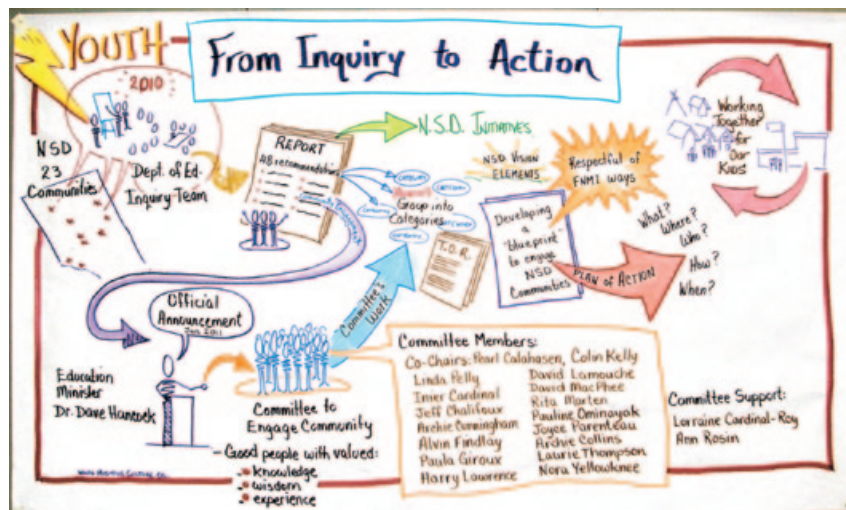 YOUTH
From Inquiry to Action
2010
NSD
23
Communities
Dept. of Ed.
Inquiry Team
REPORT
48 recommendations
N.S.D. INITIATIVES
Group into
Categories
T.O.R.
NSD VISION
ELEMENTS
Respectful of
FNMI ways
Developing
a
"blueprint"
to engage
NSD
Communities
PLAN OF ACTION
What?
Where?
Who?
How?
When?
Working
Together
for
Our
Kids!
Official
Announcement
Jan. 2011
Education
Minister
Dr. Dave Hancock
Committee's
Work
Committee to
Engage Community
- Good people with valued:
knowledge
wisdom
experience
Committee Members:
Co-Chairs: Pearl Calahasen, Colin Kelly
Linda Pelly
Imier Cardinal
Jeff Chalifoux
Archie Cunningham
Alvin Findlay
Paula Giroux
Harry Lawrence
David Lamouche
David MacPhee
Rita Marten
Pauline Ominayak
Joyce Parenteau
Archie Collins
Laurie Thompson
Nora Yellowknee
Committee Support:
Lorraine Cardinal-Roy
Ann Rosin